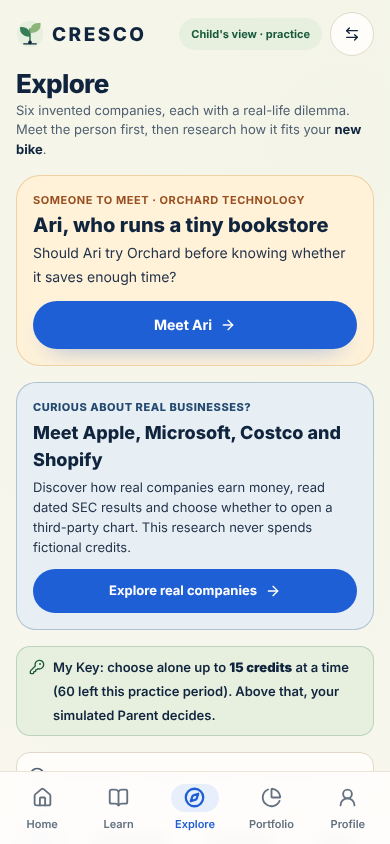 CRESCO
Child's view · practice
Explore
Six invented companies, each with a real-life dilemma.
Meet the person first, then research how it fits your new
bike.
SOMEONE TO MEET · ORCHARD TECHNOLOGY
Ari, who runs a tiny bookstore
Should Ari try Orchard before knowing whether
it saves enough time?
Meet Ari
CURIOUS ABOUT REAL BUSINESSES?
Meet Apple, Microsoft, Costco and
Shopify
Discover how real companies earn money, read
dated SEC results and choose whether to open a
third-party chart. This research never spends
fictional credits.
Explore real companies
My Key: choose alone up to 15 credits at a time
(60 left this practice period). Above that, your
simulated Parent decides.
Home
Learn
Explore
Portfolio
Profile